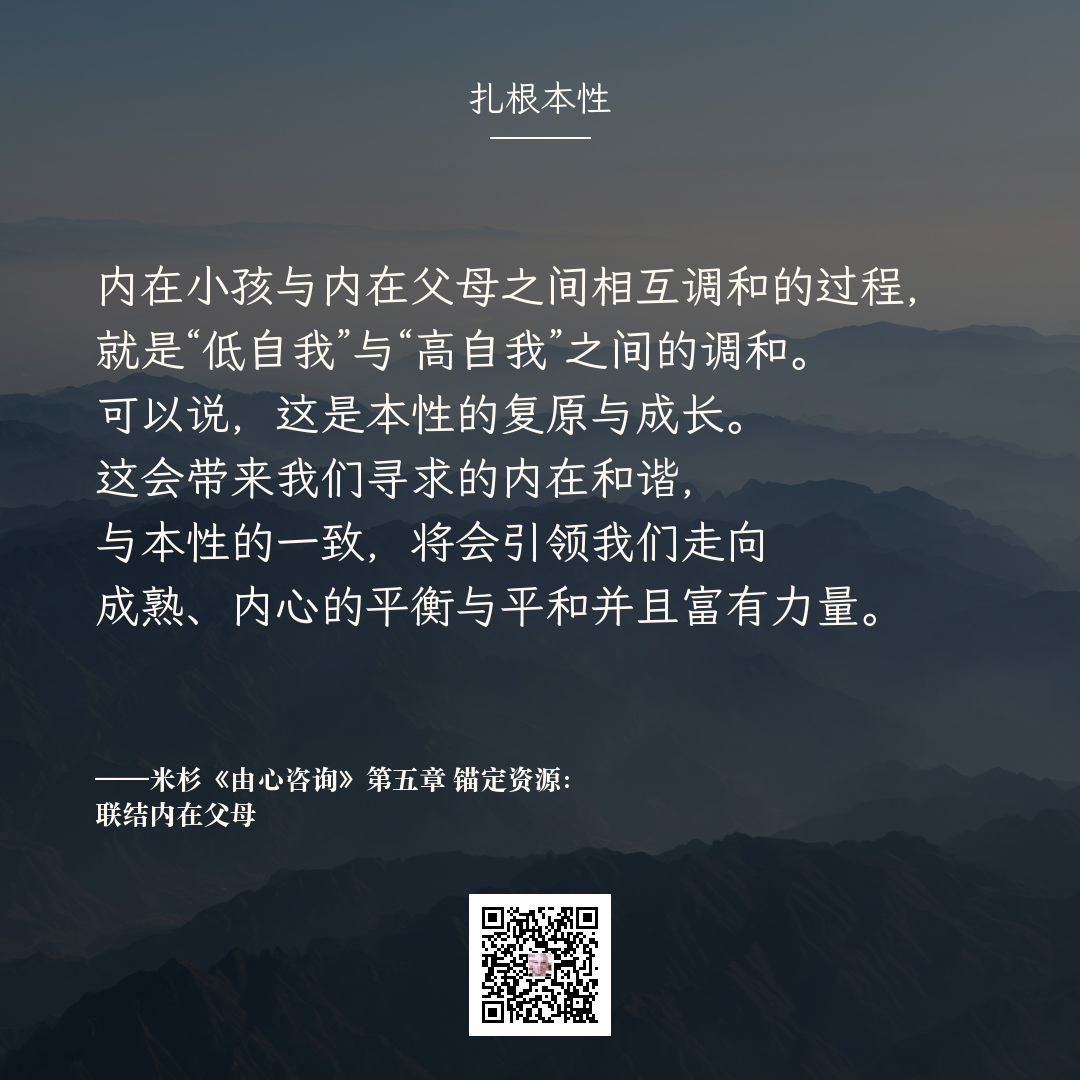 扎根本性
内在小孩与内在父母之间相互调和的过程，
就是“低自我”与“高自我”之间的调和。
可以说，这是本性的复原与成长。
这会带来我们寻求的内在和谐，
与本性的一致，将会引领我们走向
成熟、内心的平衡与平和并且富有力量。
——米杉《由心咨询》第五章 锚定资源：
联结内在父母